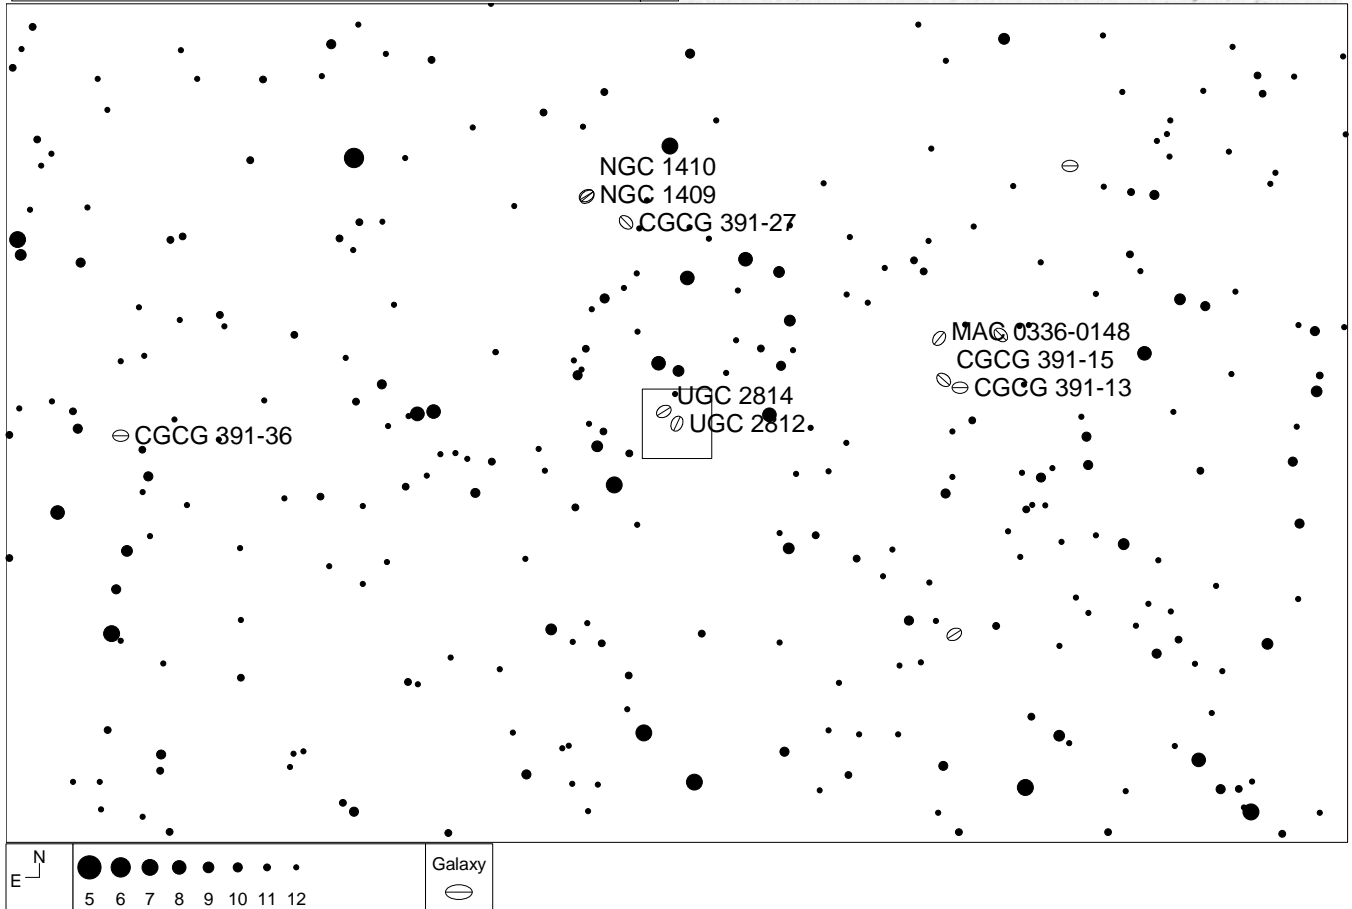 NGC 1410
NGC 1409
CGCG 391-27
MAC 0336-0148
CGCG 391-15
CGCG 391-13
UGC 2814
UGC 2812
CGCG 391-36
N
E
5 6 7 8 9 10 11 12
Galaxy